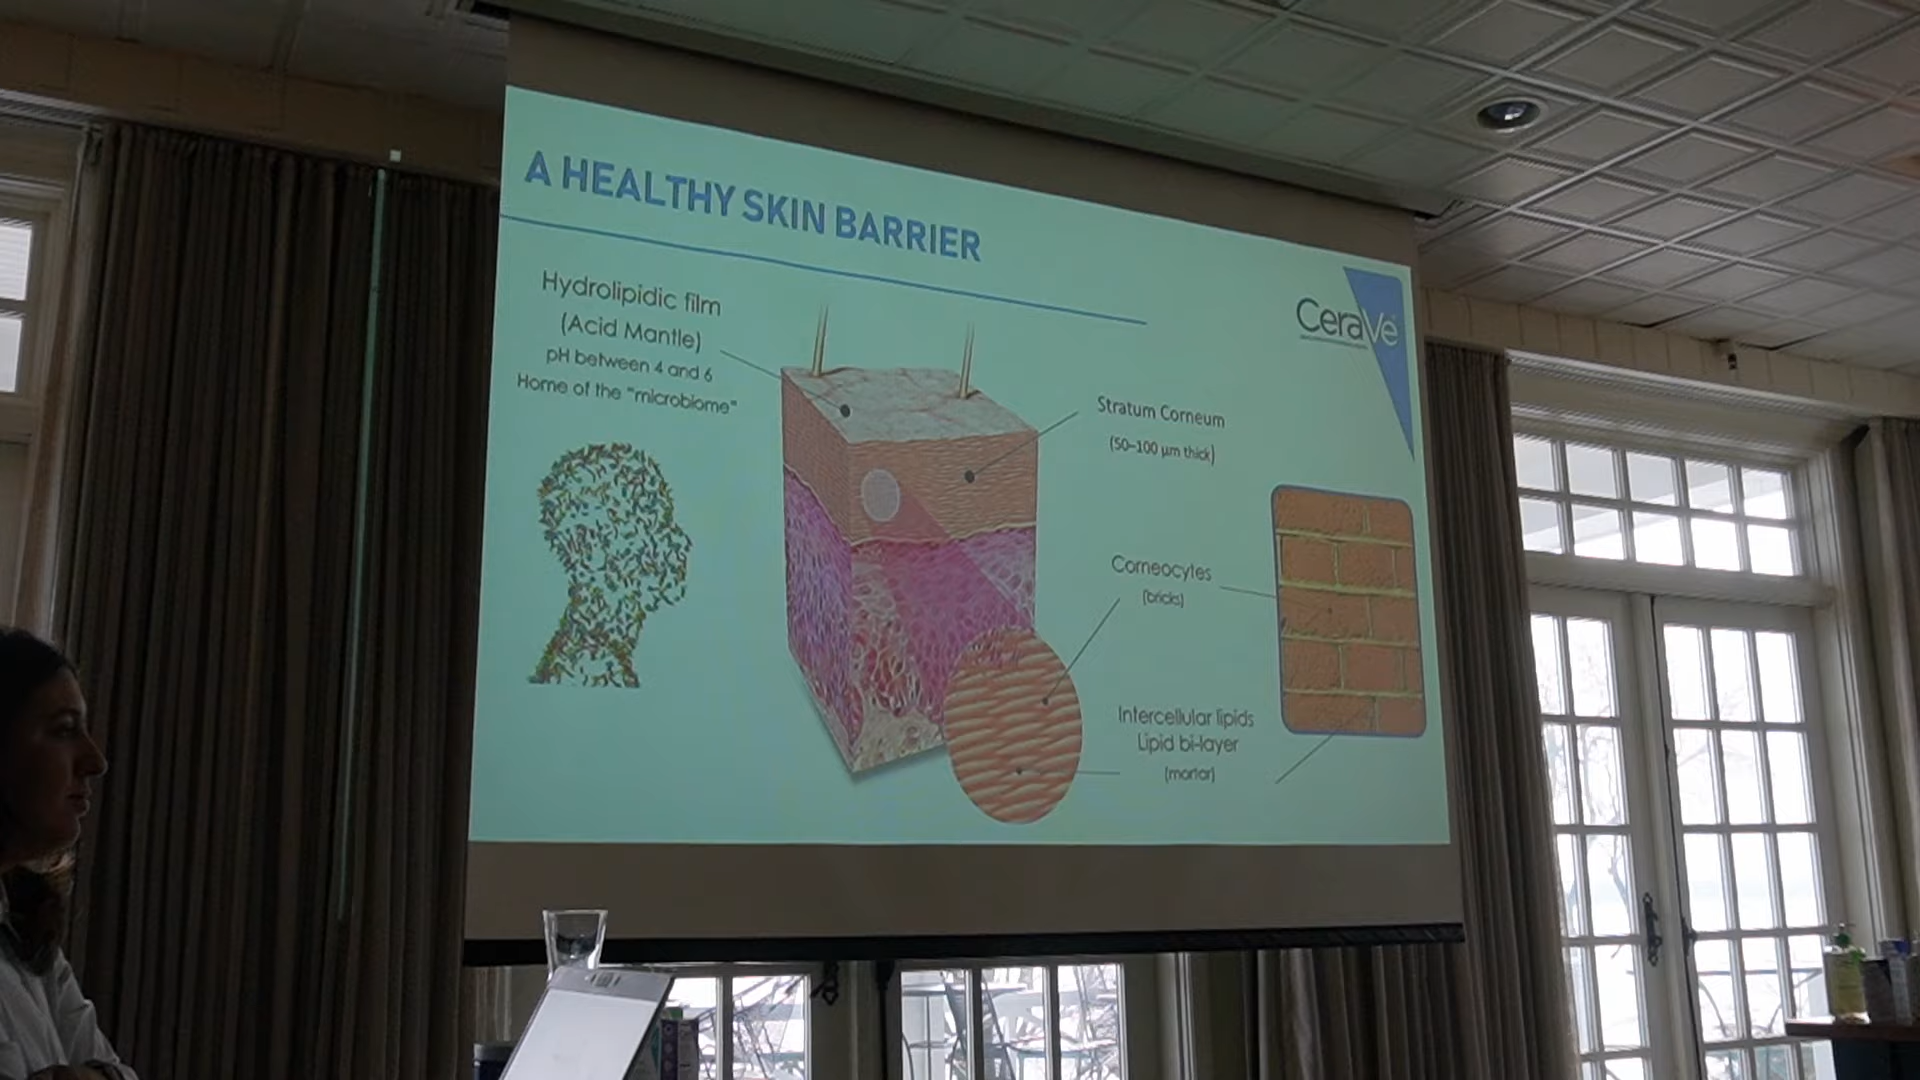 A HEALTHY SKIN BARRIER
Hydrolipidic film
(Acid Mantle)
pH between 4 and 6
Home of the "microbiome"
CeraVe
Stratum Corneum
(50–100 µm thick)
Corneocytes
(bricks)
Intercellular lipids
Lipid bi-layer
(mortar)